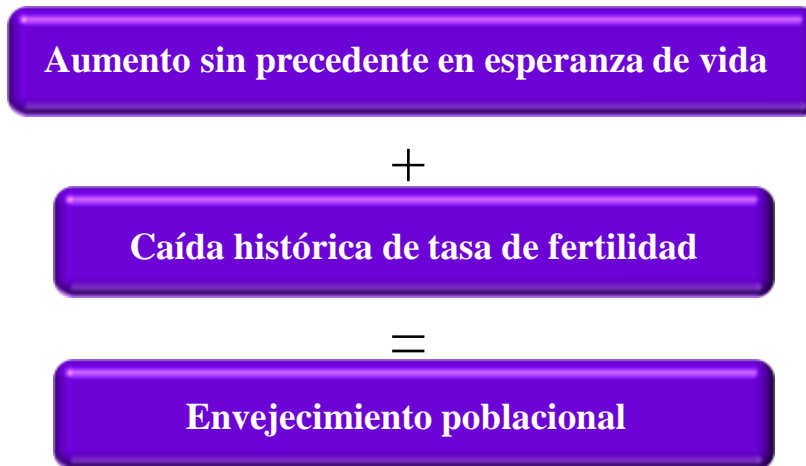 Aumento sin precedente en esperanza de vida
+
Caída histórica de tasa de fertilidad
=
Envejecimiento poblacional